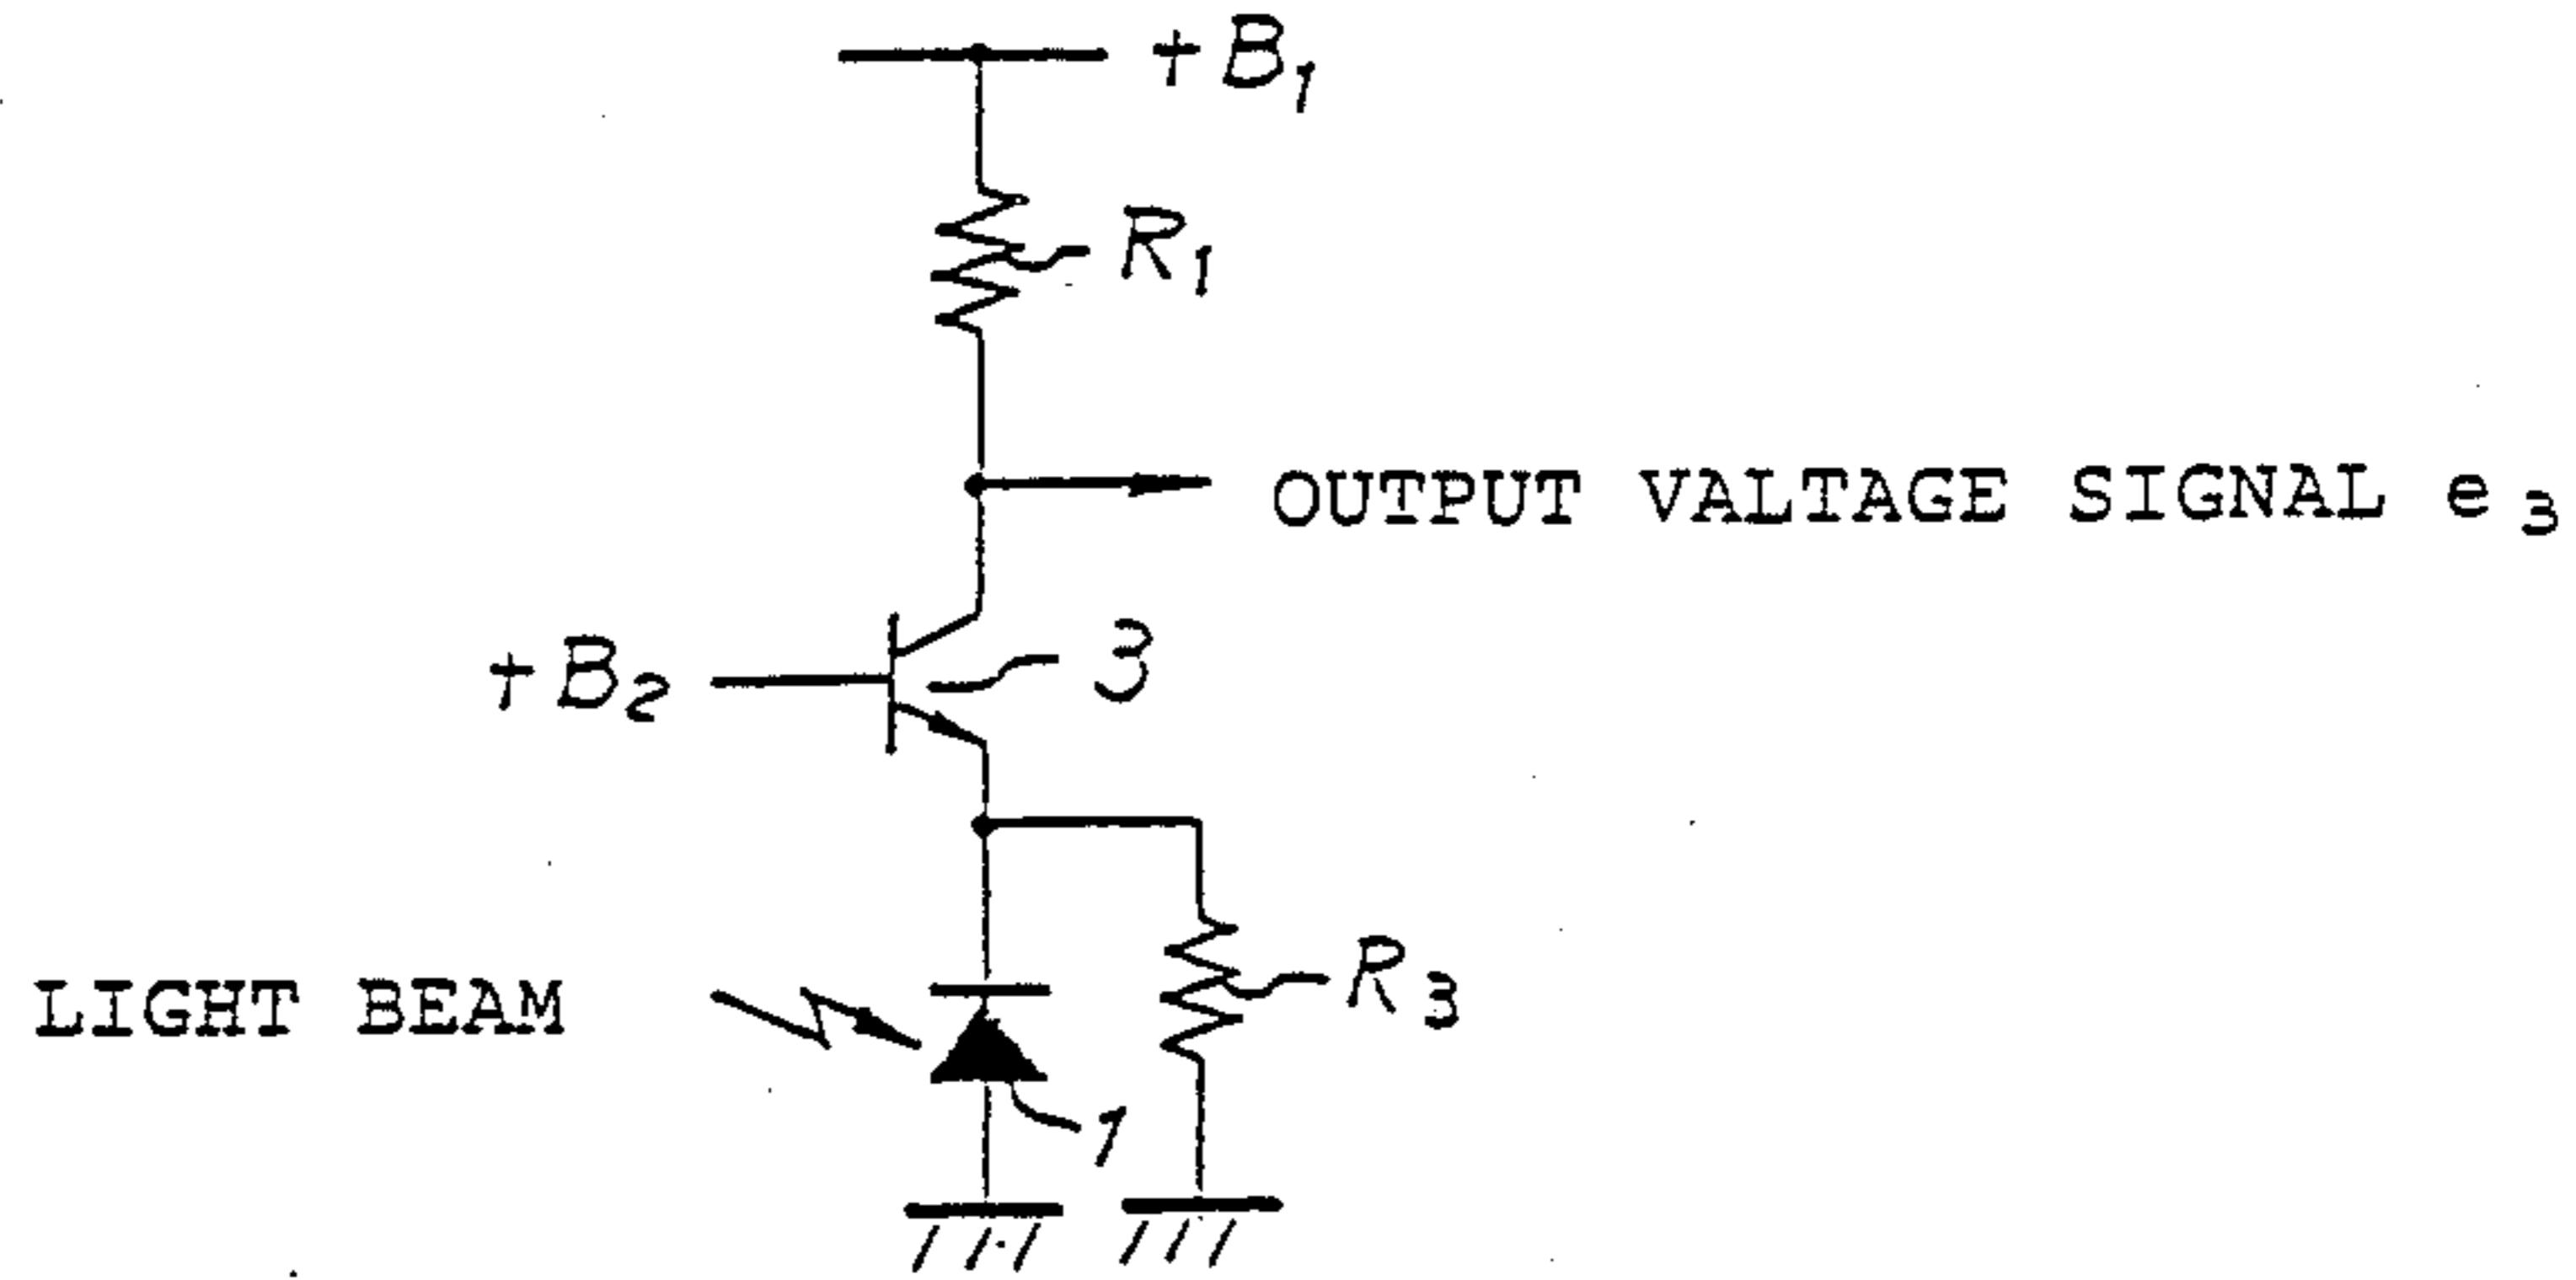 +B1
R1
OUTPUT VALTAGE SIGNAL e3
+B2
3
LIGHT BEAM
R3
1